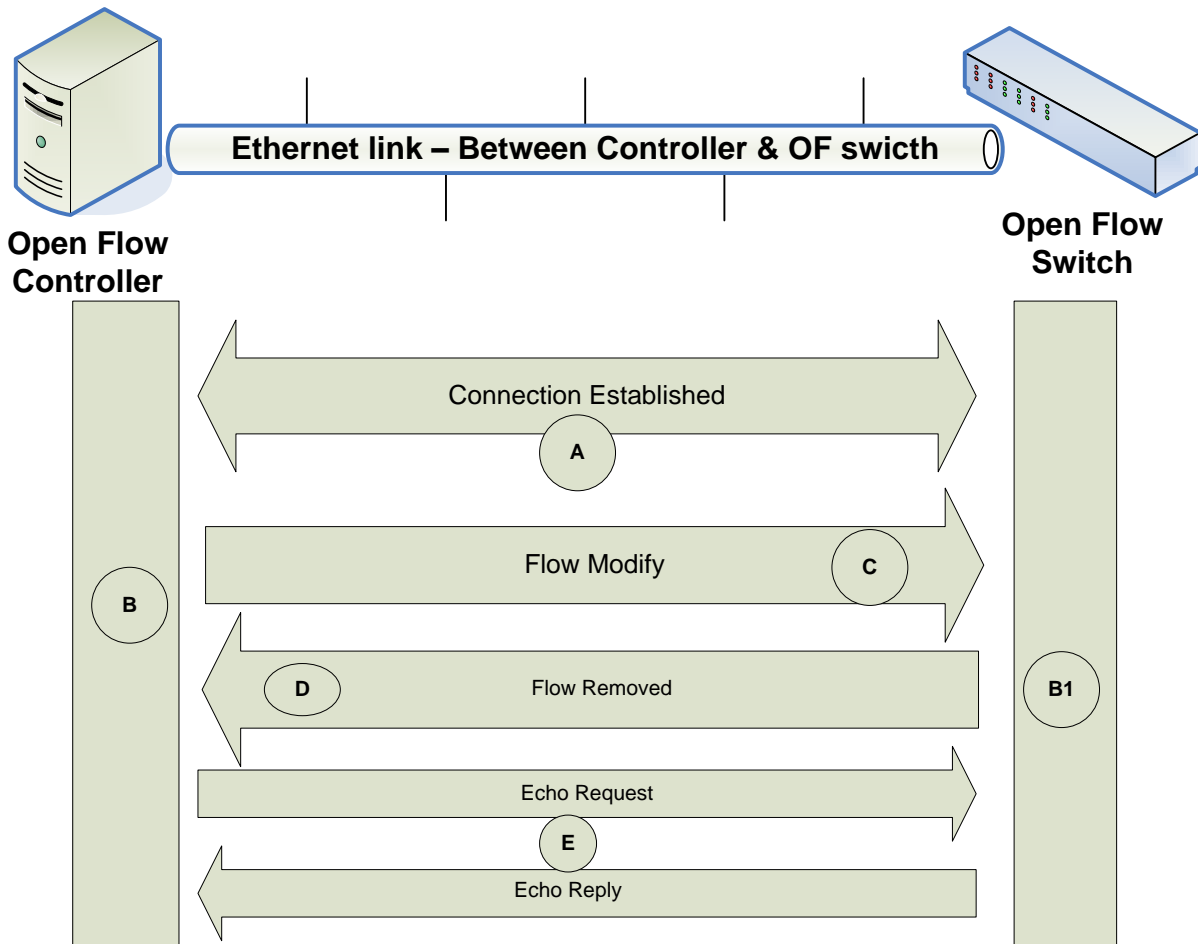 Ethernet link – Between Controller & OF swicth
Open Flow
Controller
Open Flow
Switch
Connection Established
A
Flow Modify
C
B
D
Flow Removed
B1
Echo Request
E
Echo Reply